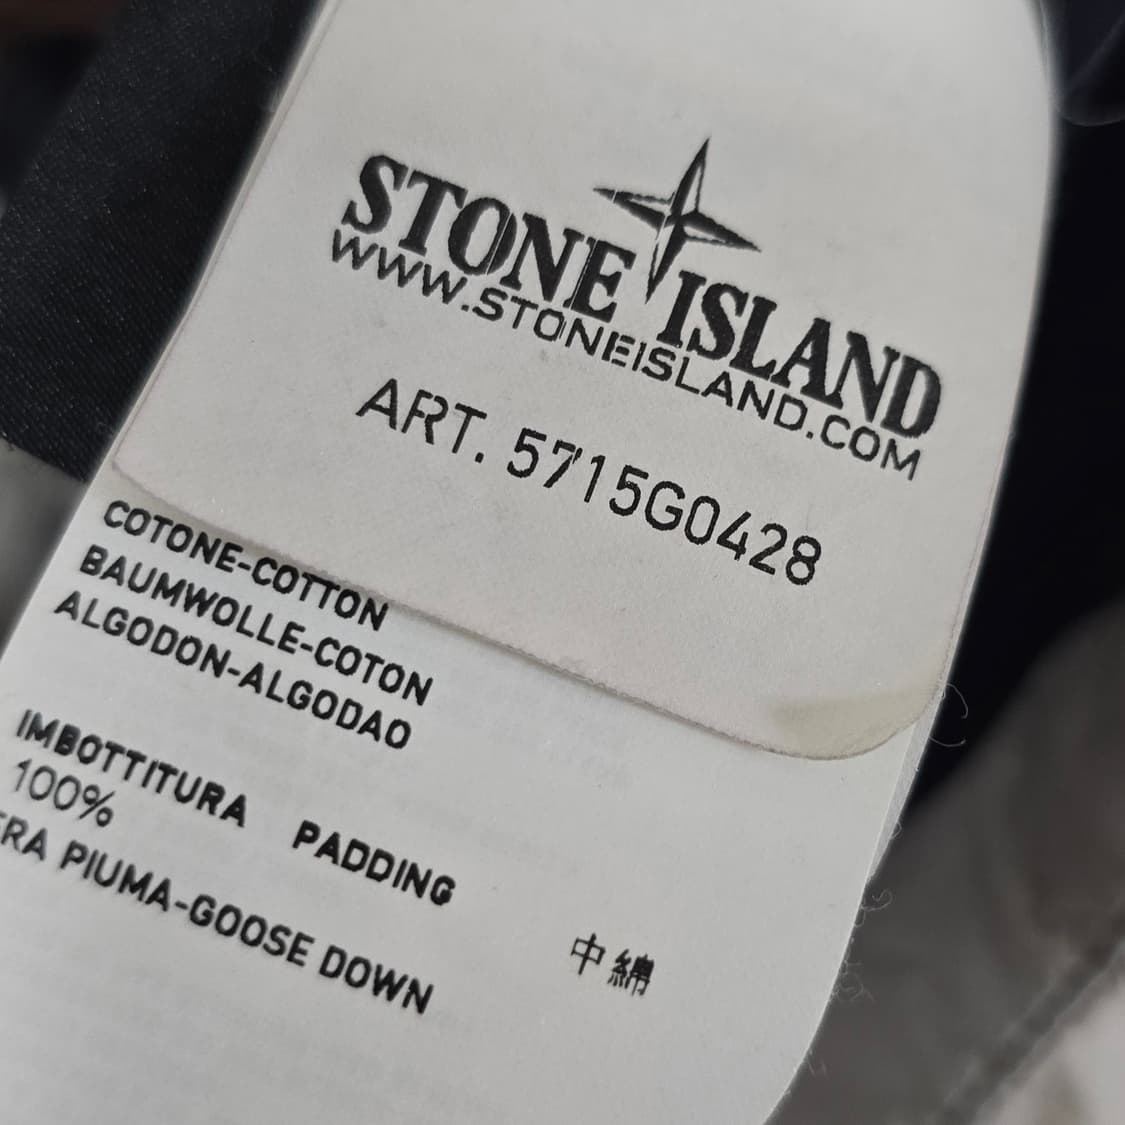 STONE ISLAND
WWW.STONEISLAND.COM
ART. 5715G0428
COTONE-COTTON
BAUMWOLLE-COTON
ALGODON-ALGODAO
IMBOTTITURA PADDING 中綿
100%
PIUMA-GOOSE DOWN